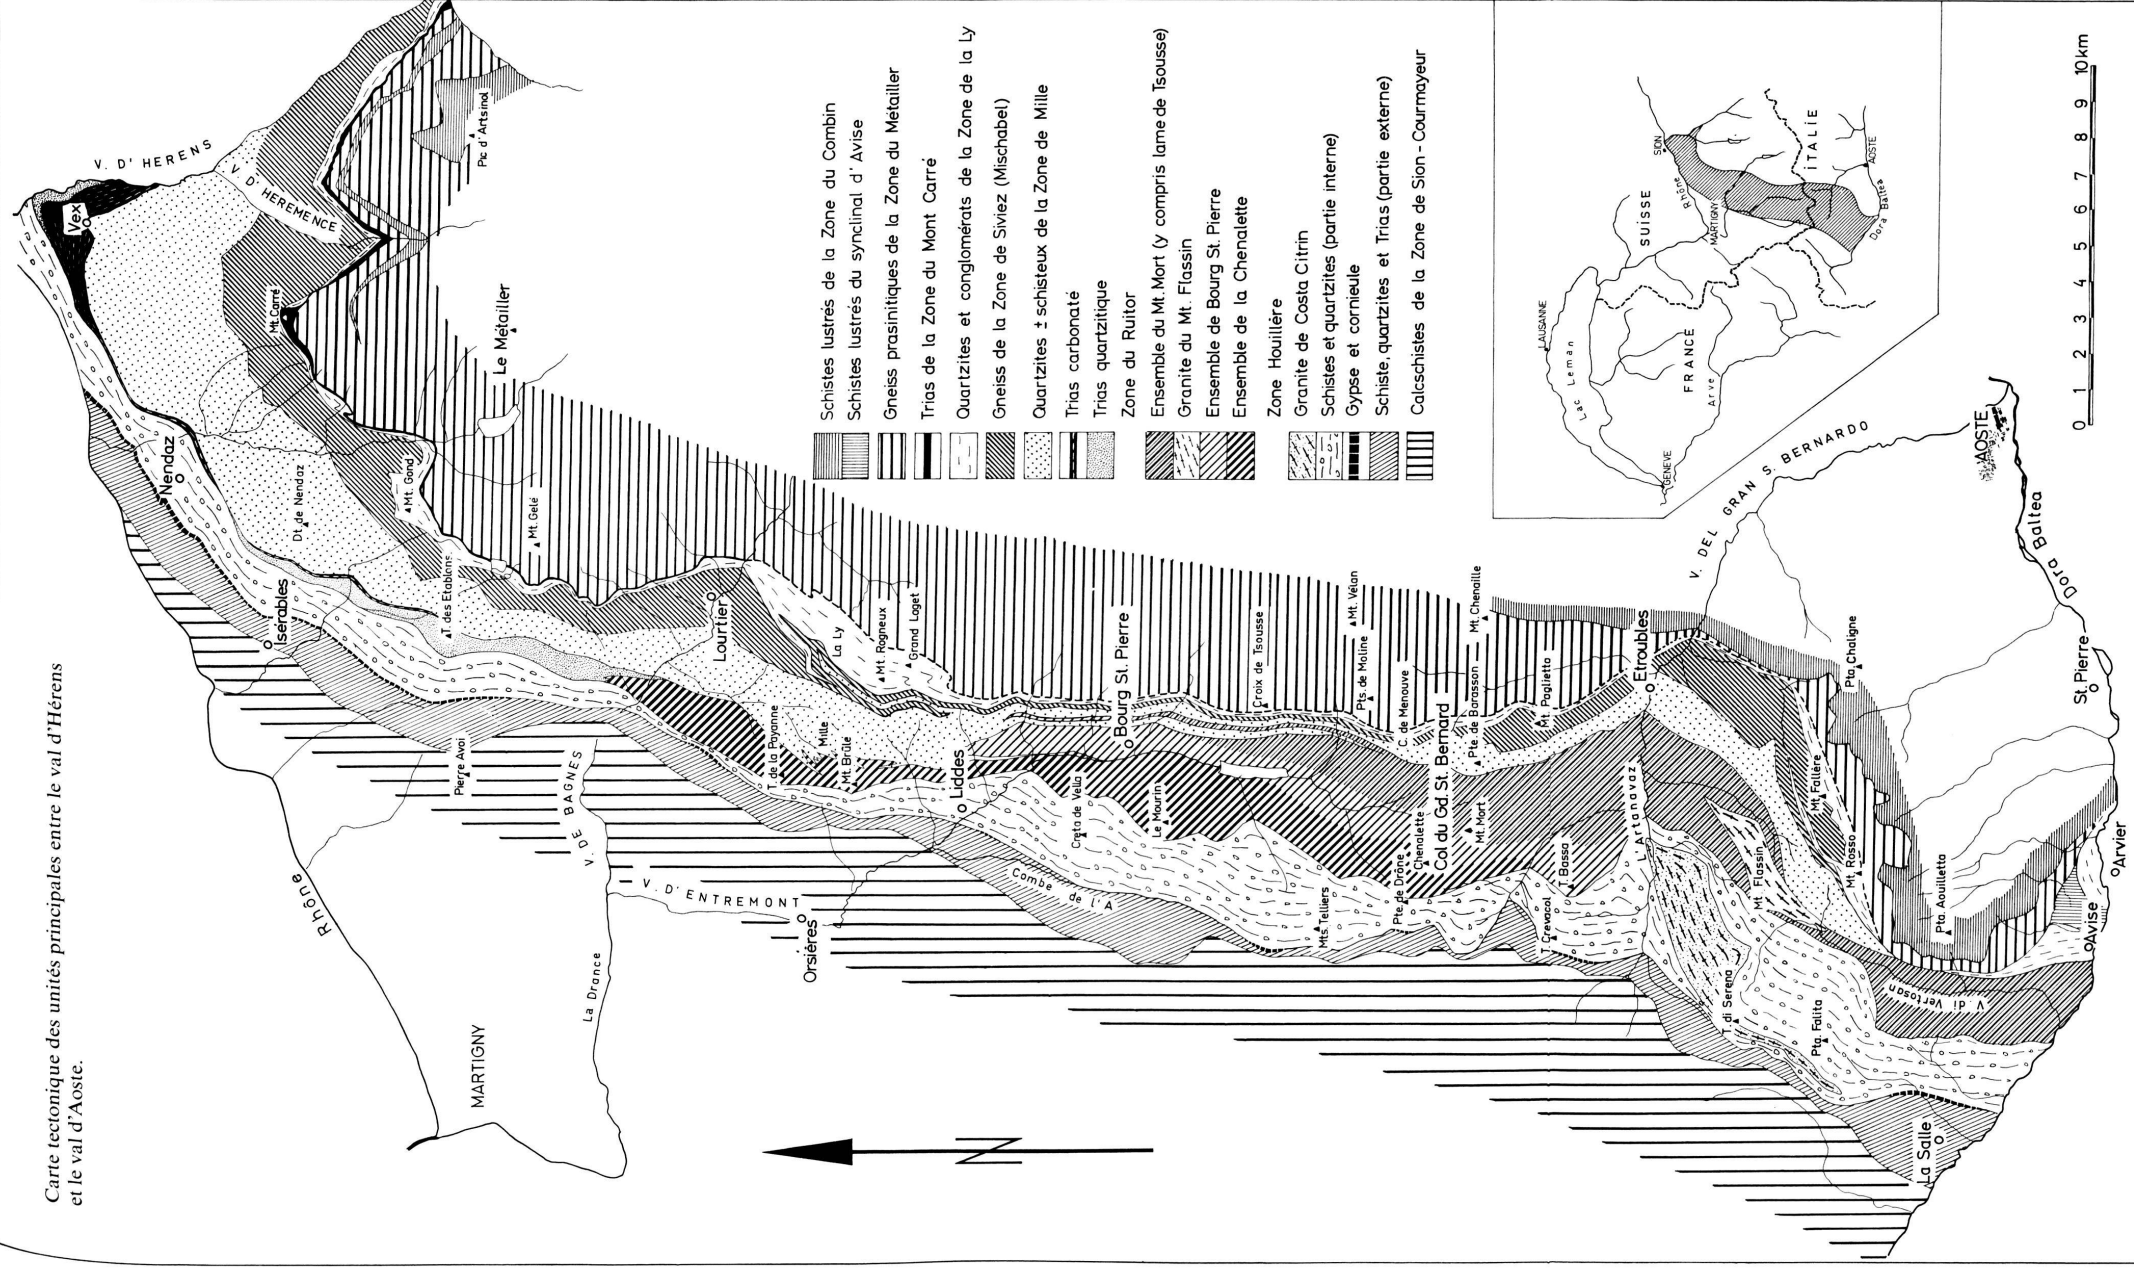 Carte tectonique des unités principales entre le val d'Hérens
et le val d'Aoste.
V. D' HERENS
V. D' HEREMENCE
Vex
Pic d'Artsinol
Mt. Carré
Le Métailler
Nendaz
Dt. de Nendaz
Mt. Gond
Mt. Gelé
Isérables
T. des Etablons
Lourtier
La Ly
Mt. Rogneux
Grand Laget
Pierre Avoi
V. DE BAGNES
T. de la Payanne
Mille
Mt. Brûlé
Liddes
Bourg St. Pierre
Creta de Vella
Le Mourin
Croix de Tsousse
Mt. Vélan
Pts. de Moline
C. de Menouve
Mt. Chenaille
Pte. de Barasson
Mt. Paglietta
Col du Gd. St. Bernard
Chenalette
Mt. Mort
Pte. de Drône
Mts. Telliers
Combe
de l'A
V. D' ENTREMONT
Orsières
Rhône
MARTIGNY
La Drance
N
Etroubles
L'Artanavaz
T. Bassa
T. Crevacol
Mt. Flassin
Mt. Fallère
Mt. Rosso
Pta. Chaligne
Pta. Aouilletta
T. di Serena
Pta. Falita
V. di Vertosan
La Salle
Avise
Arvier
St. Pierre
Dora Baltea
AOSTE
V. DEL GRAN S. BERNARDO
Schistes lustrés de la Zone du Combin
Schistes lustrés du synclinal d' Avise
Gneiss prasinitiques de la Zone du Métailler
Trias de la Zone du Mont Carré
Quartzites et conglomérats de la Zone de la Ly
Gneiss de la Zone de Siviez (Mischabel)
Quartzites ± schisteux de la Zone de Mille
Trias carbonaté
Trias quartzitique
Zone du Ruitor
Ensemble du Mt. Mort (y compris lame de Tsousse)
Granite du Mt. Flassin
Ensemble de Bourg St. Pierre
Ensemble de la Chenalette
Zone Houillère
Granite de Costa Citrin
Schistes et quartzites (partie interne)
Gypse et cornieule
Schiste, quartzites et Trias (partie externe)
Calcschistes de la Zone de Sion - Courmayeur
LAUSANNE
Lac Leman
GENEVE
SUISSE
FRANCE
Arve
Rhône
MARTIGNY
SION
ITALIE
AOSTE
Dora Baltea
0 1 2 3 4 5 6 7 8 9 10 km